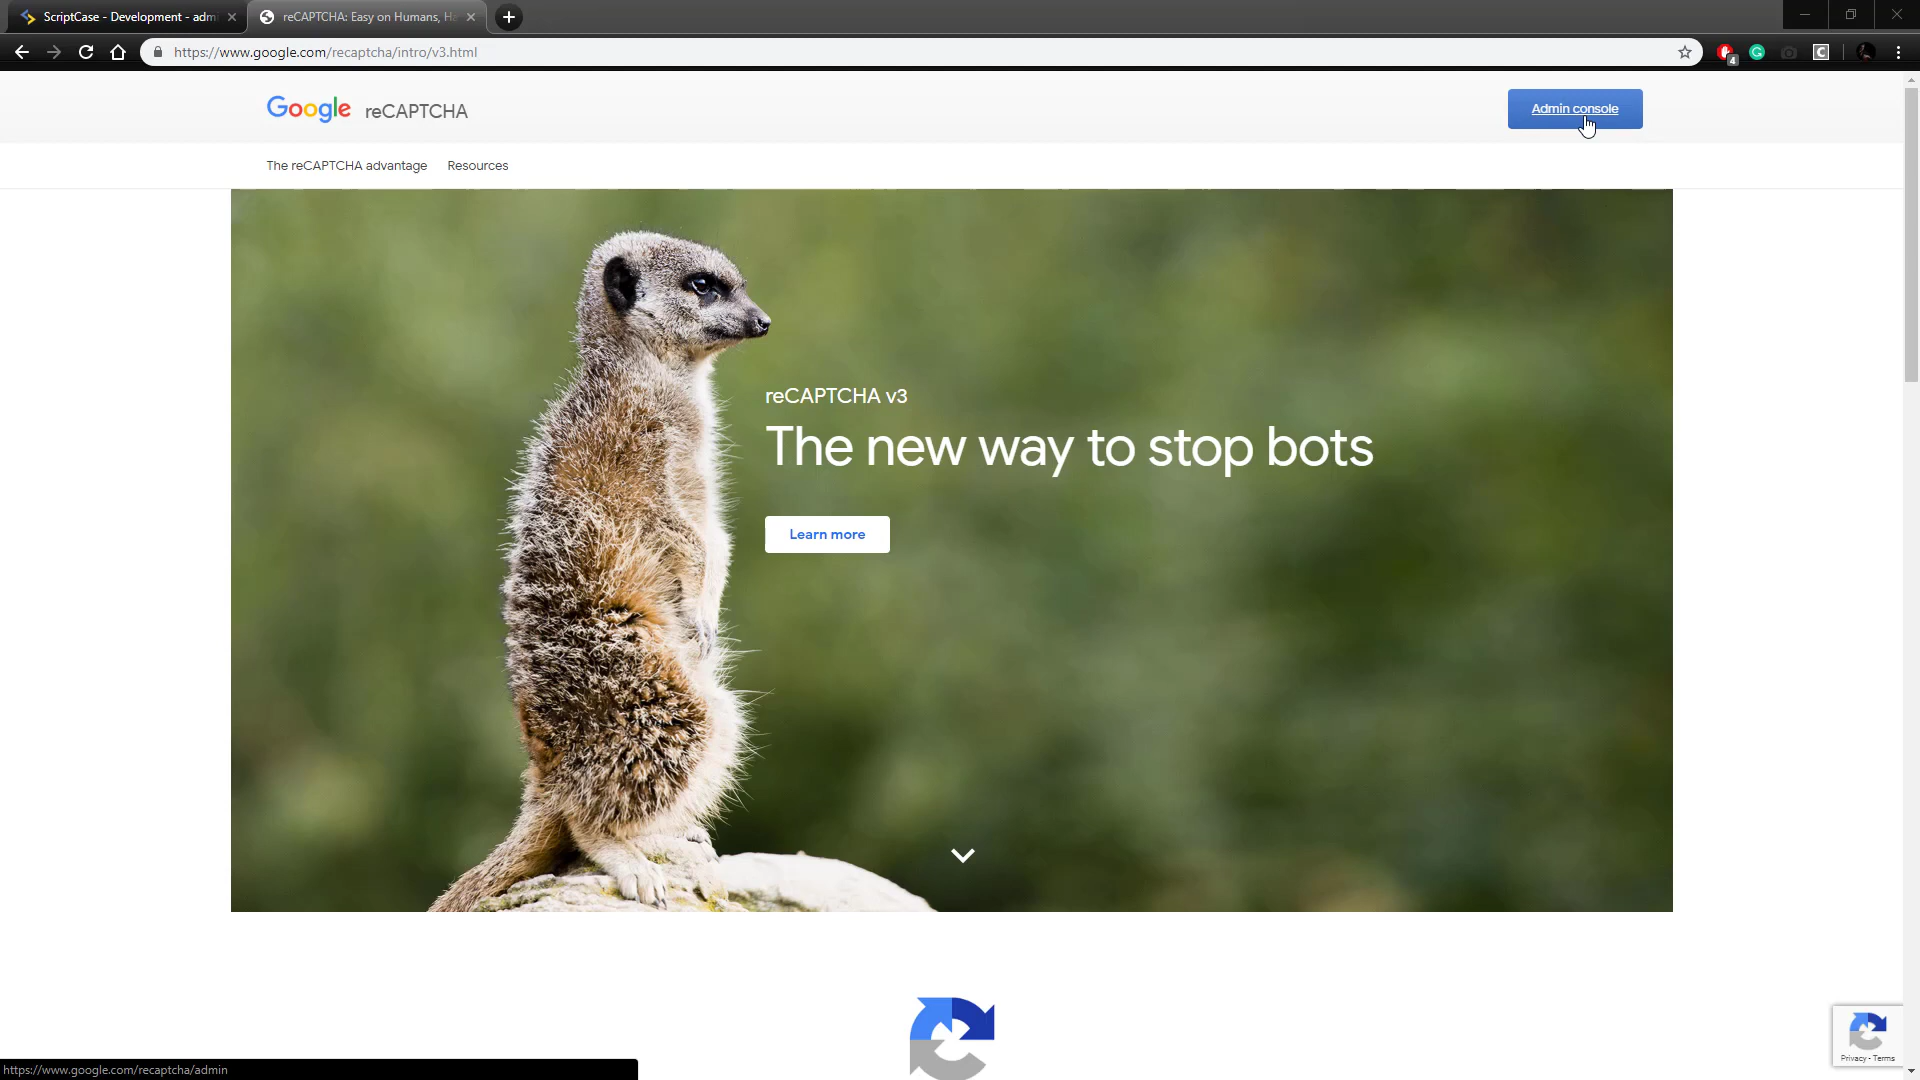 ScriptCase - Development - adm
reCAPTCHA: Easy on Humans, Ha
https://www.google.com/recaptcha/intro/v3.html
4
Google reCAPTCHA
Admin console
The reCAPTCHA advantage
Resources
reCAPTCHA v3
The new way to stop bots
Learn more
Privacy - Terms
https://www.google.com/recaptcha/admin